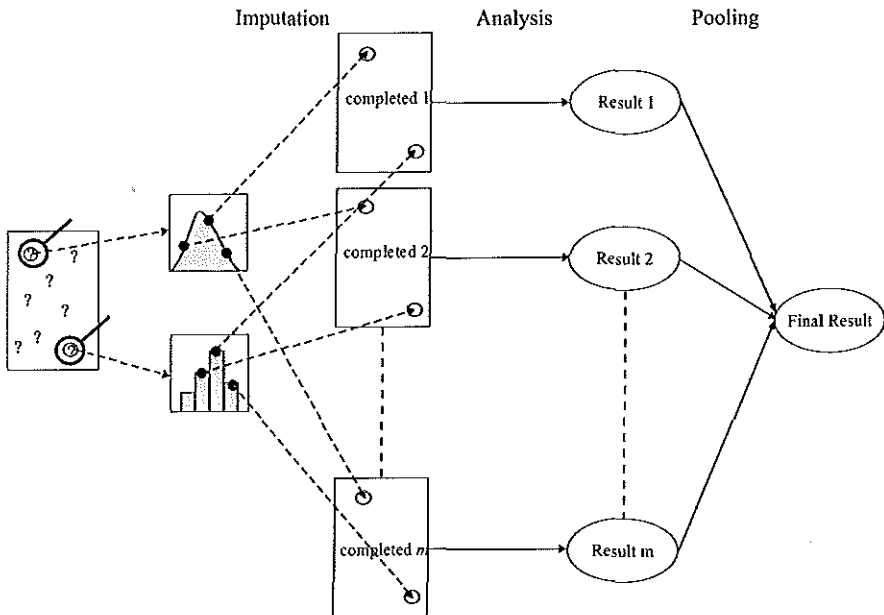 Imputation Analysis Pooling
completed 1
Result 1
?
?
?
?
?
?
?
?
completed 2
Result 2
Final Result
completed m
Result m